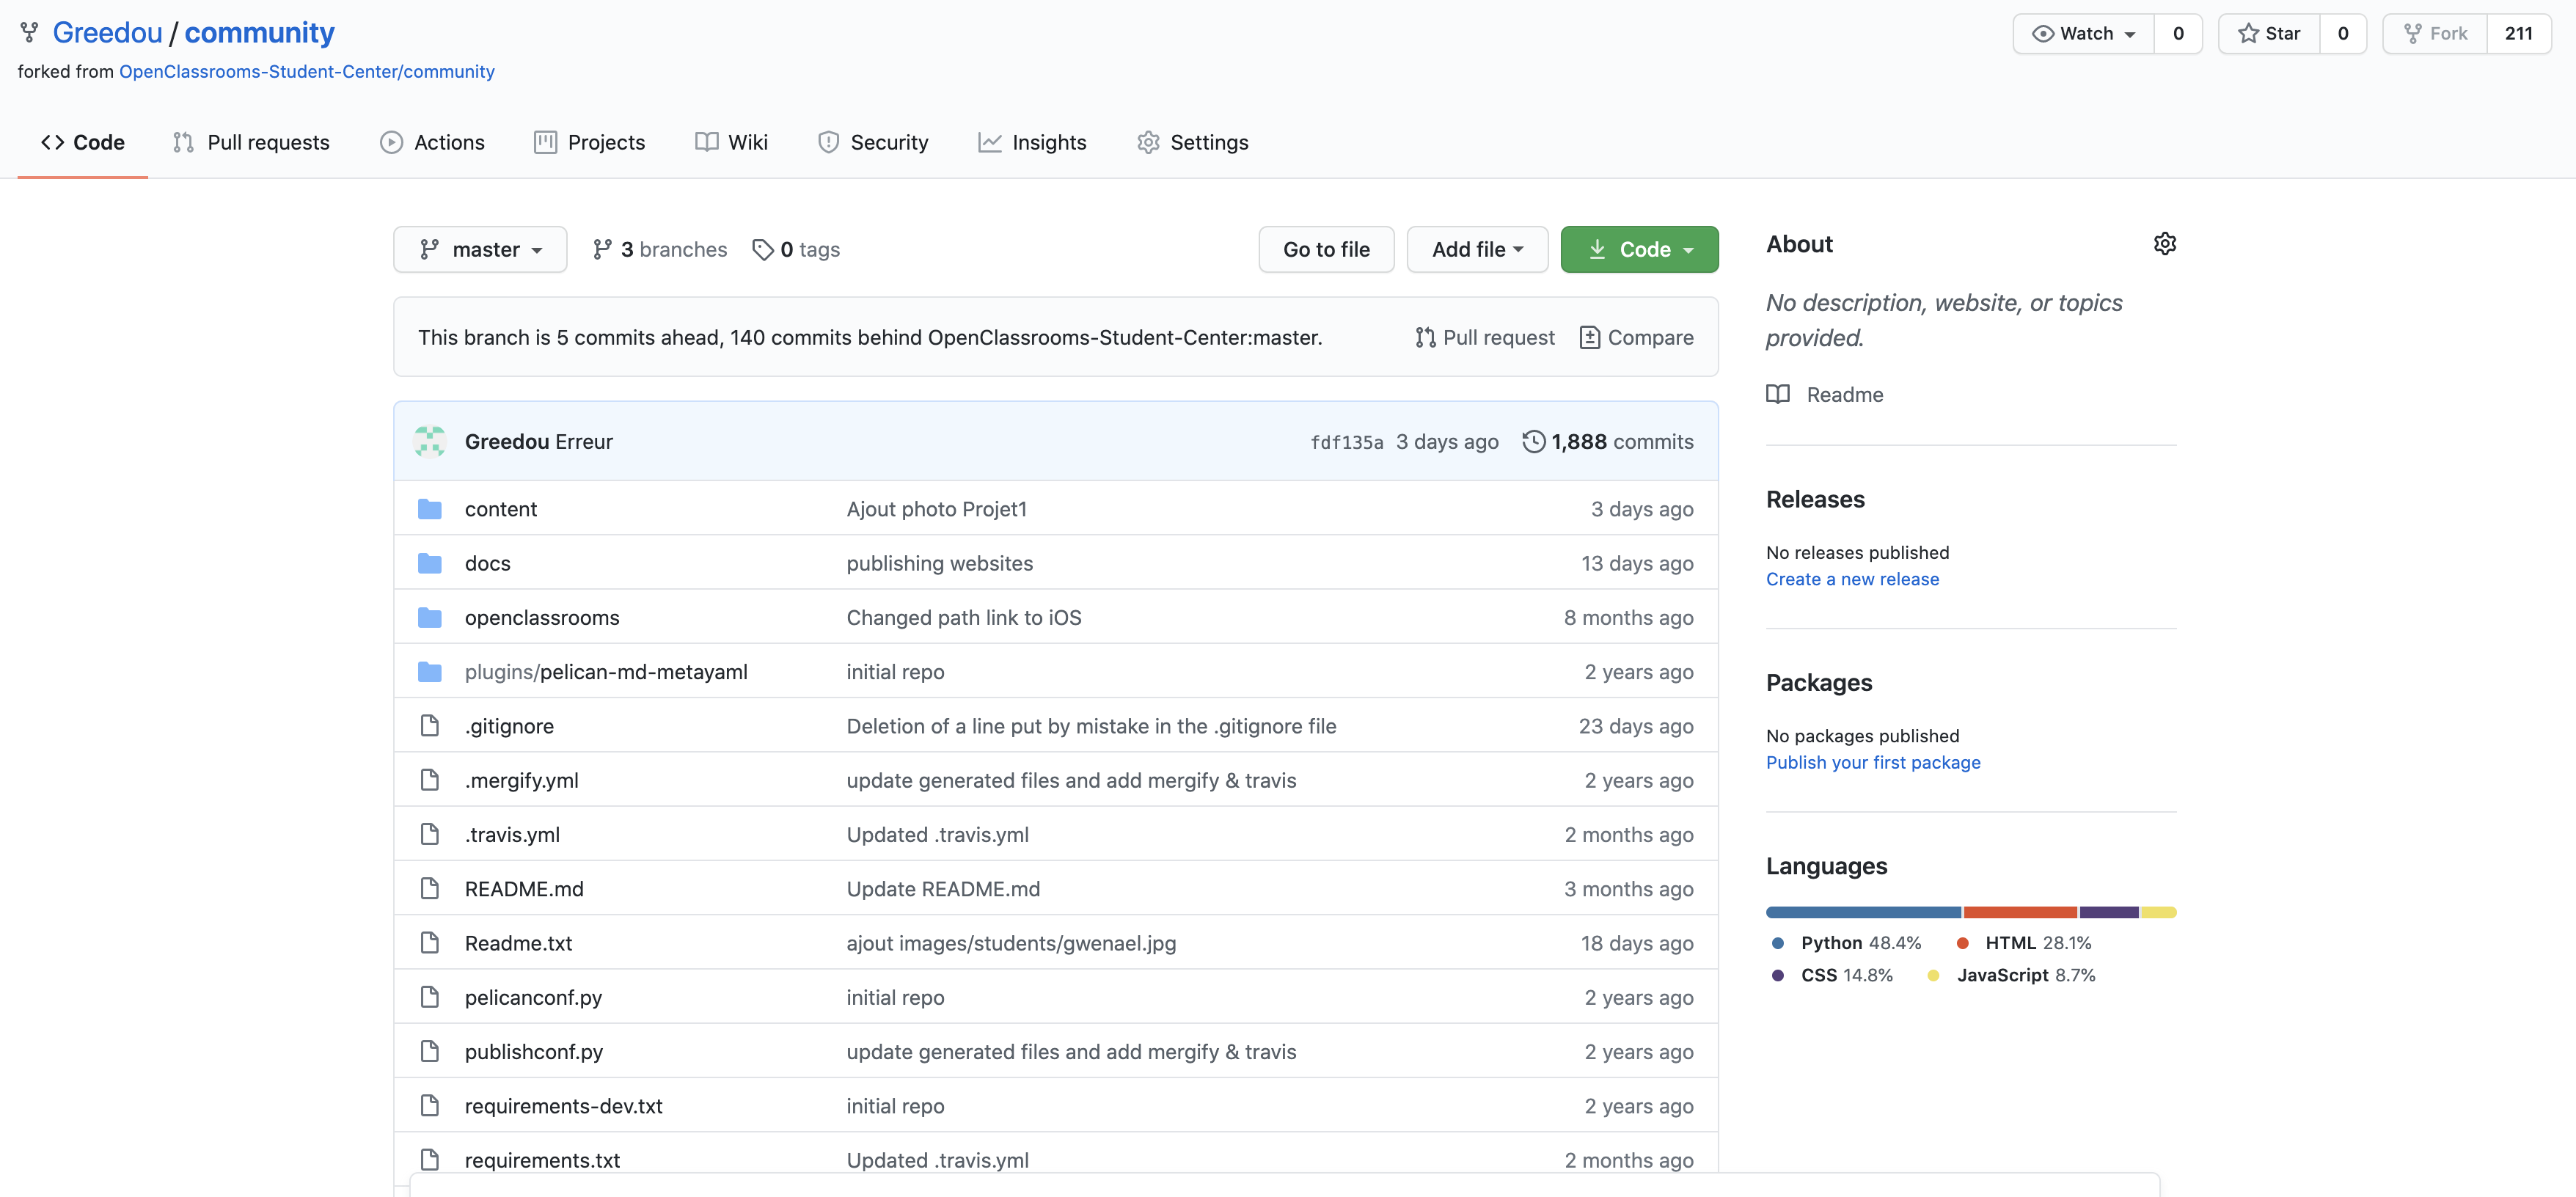 Greedou / community
Watch 0 Star 0 Fork 211
forked from OpenClassrooms-Student-Center/community
Code Pull requests Actions Projects Wiki Security Insights Settings
master 3 branches 0 tags Go to file Add file Code
This branch is 5 commits ahead, 140 commits behind OpenClassrooms-Student-Center:master. Pull request Compare
Greedou Erreur fdf135a 3 days ago 1,888 commits
content Ajout photo Projet1 3 days ago
docs publishing websites 13 days ago
openclassrooms Changed path link to iOS 8 months ago
plugins/pelican-md-metayaml initial repo 2 years ago
.gitignore Deletion of a line put by mistake in the .gitignore file 23 days ago
.mergify.yml update generated files and add mergify & travis 2 years ago
.travis.yml Updated .travis.yml 2 months ago
README.md Update README.md 3 months ago
Readme.txt ajout images/students/gwenael.jpg 18 days ago
pelicanconf.py initial repo 2 years ago
publishconf.py update generated files and add mergify & travis 2 years ago
requirements-dev.txt initial repo 2 years ago
requirements.txt Updated .travis.yml 2 months ago
About
No description, website, or topics
provided.
Readme
Releases
No releases published
Create a new release
Packages
No packages published
Publish your first package
Languages
Python 48.4% HTML 28.1%
CSS 14.8% JavaScript 8.7%